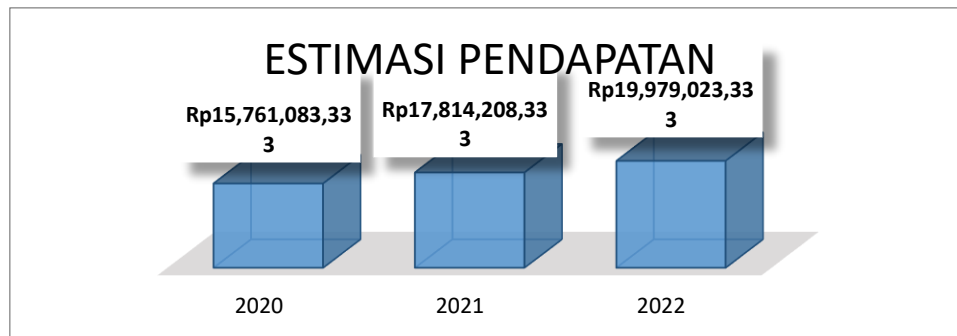 ESTIMASI PENDAPATAN
Rp15,761,083,33
3
Rp17,814,208,33
3
Rp19,979,023,33
3
2020
2021
2022